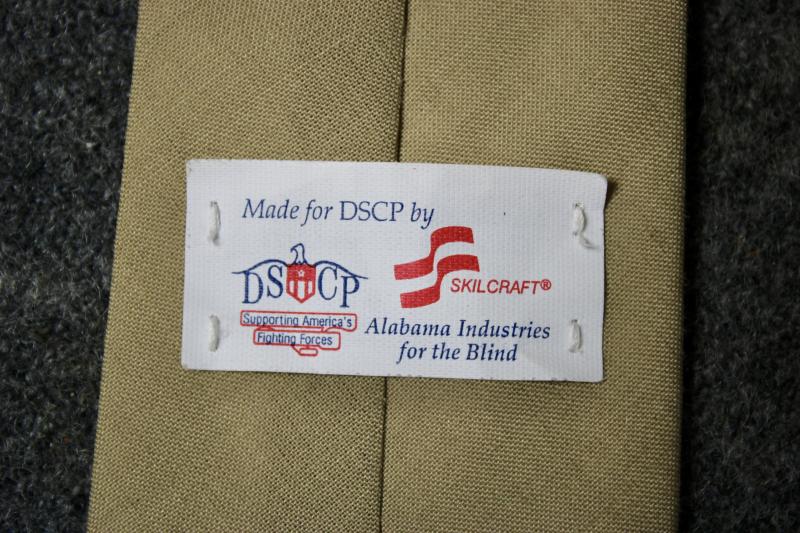 Made for DSCP by
DSCP
Supporting America's
Fighting Forces
SKILCRAFT®
Alabama Industries
for the Blind